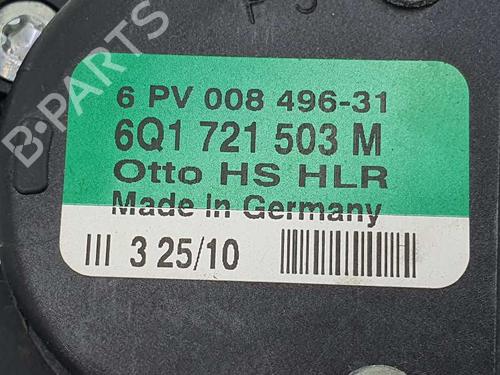 P S
B-PARTS
6 PV 008 496-31
6Q1 721 503 M
Otto HS HLR
Made in Germany
III 3 25/10